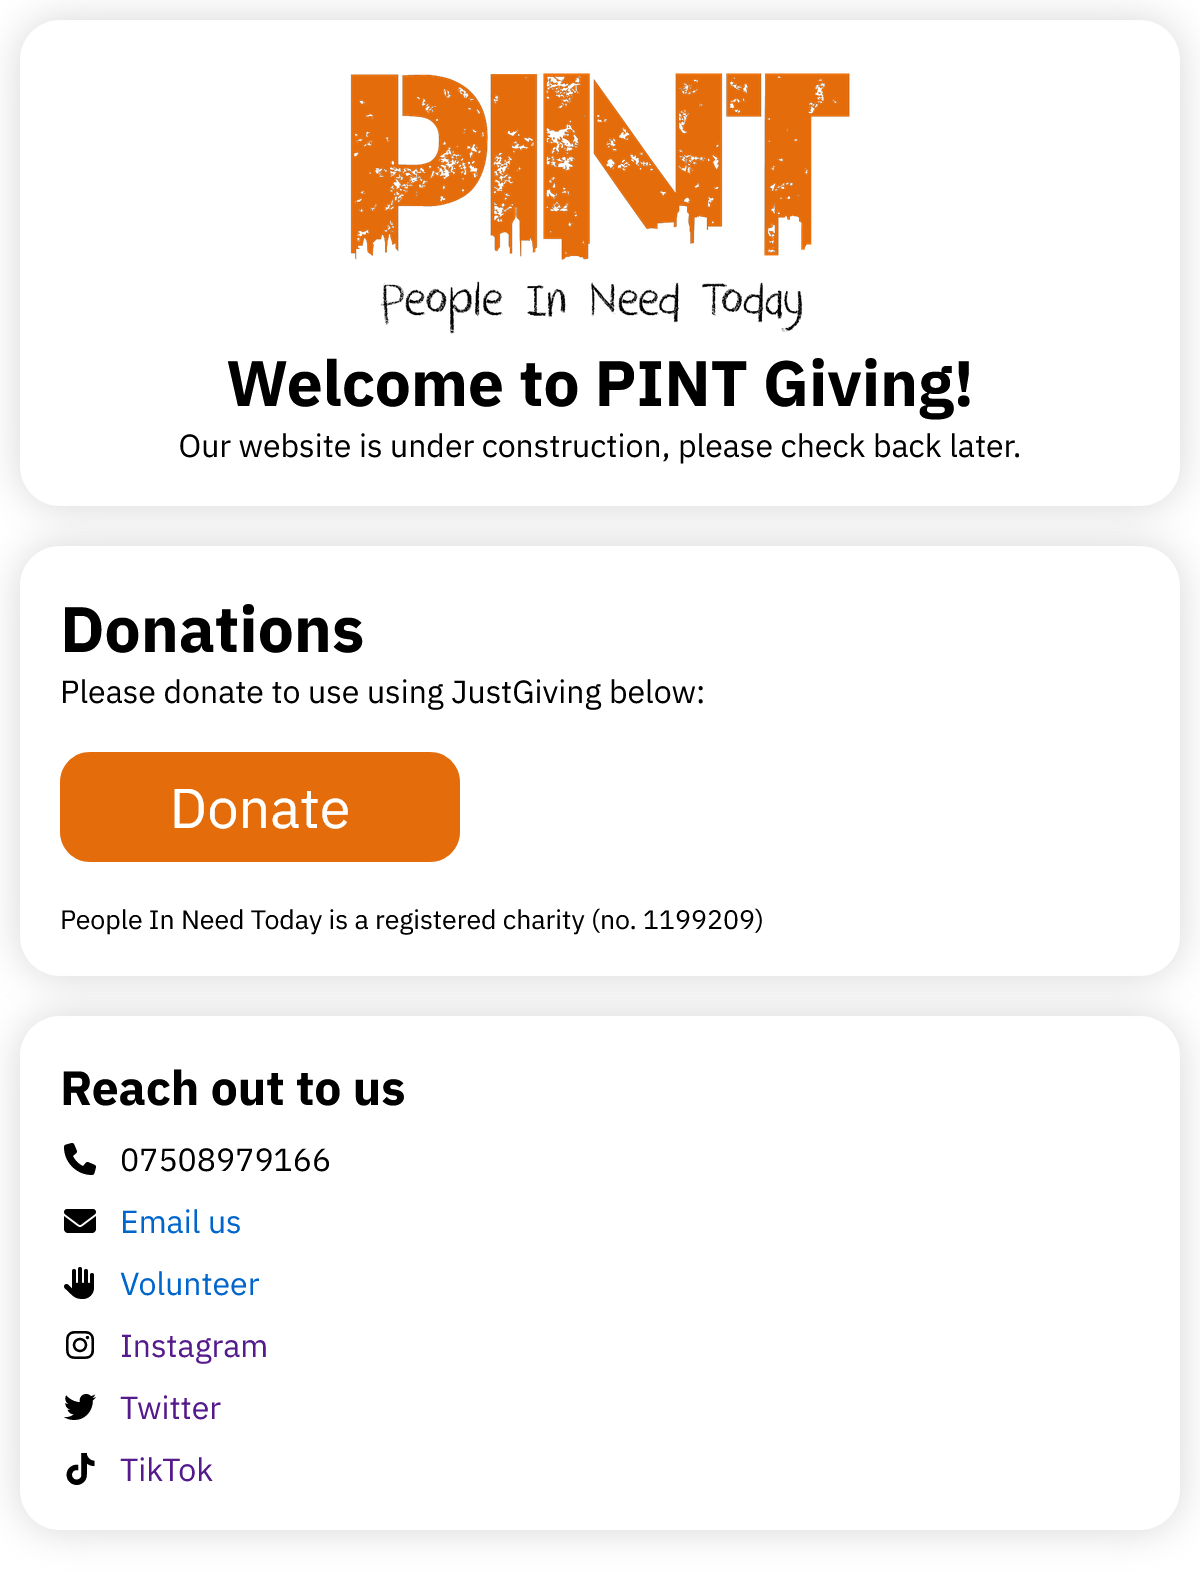 PINT
People In Need Today
Welcome to PINT Giving!
Our website is under construction, please check back later.
Donations
Please donate to use using JustGiving below:
Donate
People In Need Today is a registered charity (no. 1199209)
Reach out to us
07508979166
Email us
Volunteer
Instagram
Twitter
TikTok